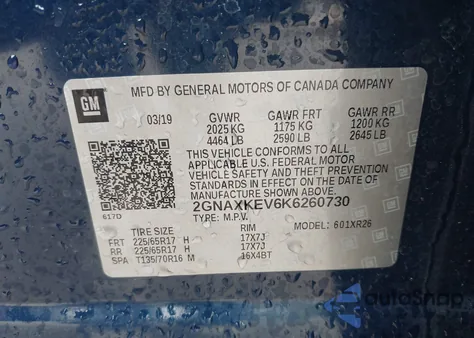 GM
MFD BY GENERAL MOTORS OF CANADA COMPANY
03/19 GVWR GAWR FRT GAWR RR
2025 KG 1175 KG 1200 KG
4464 LB 2590 LB 2645 LB
THIS VEHICLE CONFORMS TO ALL
APPLICABLE U.S. FEDERAL MOTOR
VEHICLE SAFETY AND THEFT
PREVENTION STANDARDS IN
EFFECT ON THE DATE OF
MANUFACTURE SHOWN ABOVE.
2GNAXKEV6K6260730
617D TYPE: M.P.V. MODEL: 601XR26
TIRE SIZE RIM
FRT 225/65R17 H 17X7J
RR 225/65R17 H 17X7J
SPA T135/70R16 M 16X4BT
autoSnap